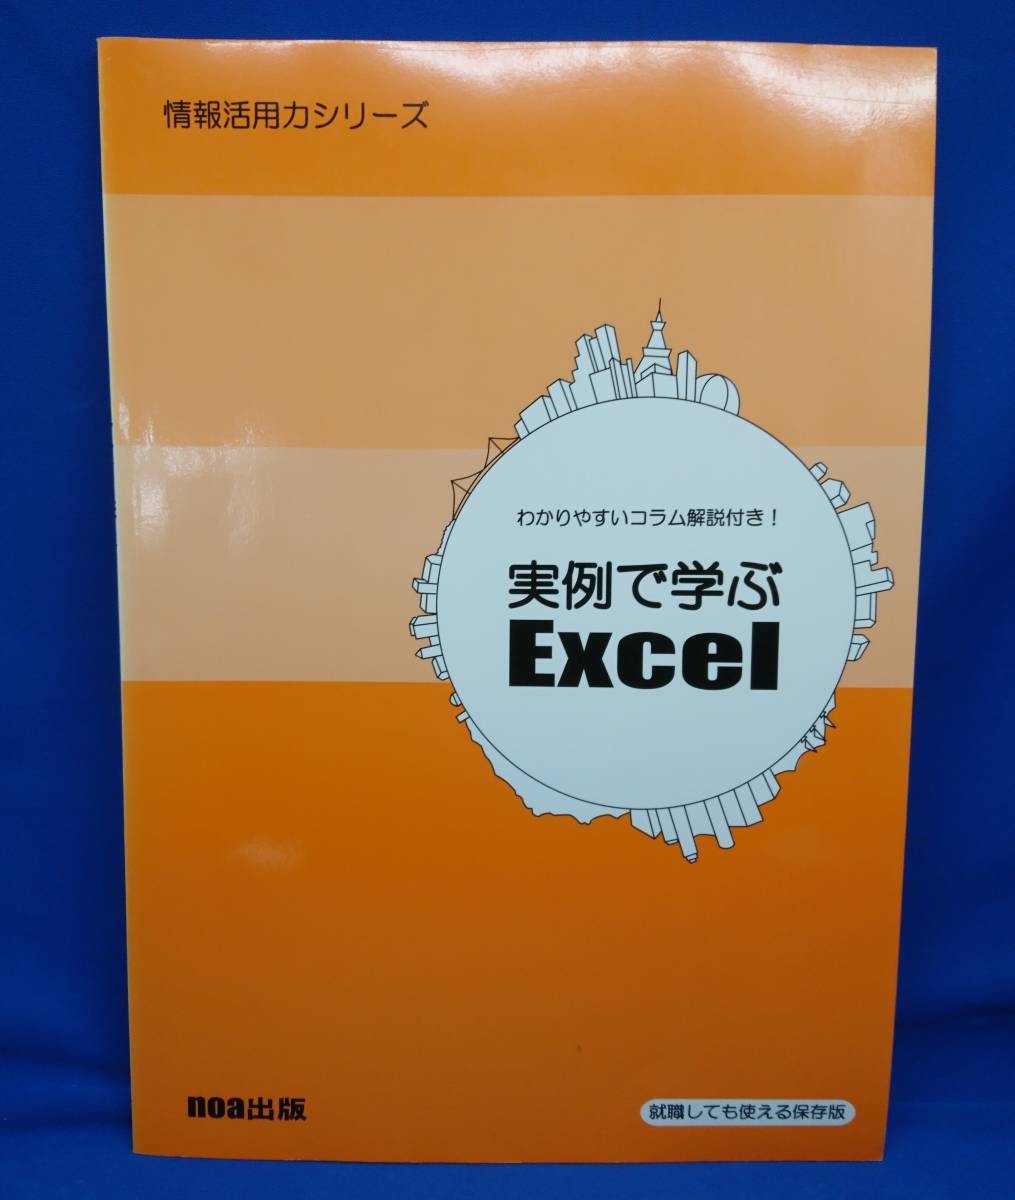 情報活用力シリーズ
わかりやすいコラム解説付き！
実例で学ぶ
Excel
noa出版
就職しても使える保存版